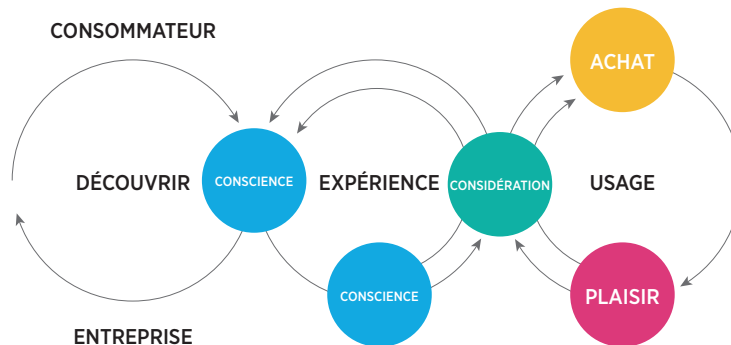 CONSOMMATEUR
ACHAT
DÉCOUVRIR
CONSCIENCE
EXPÉRIENCE
CONSIDÉRATION
USAGE
CONSCIENCE
PLAISIR
ENTREPRISE